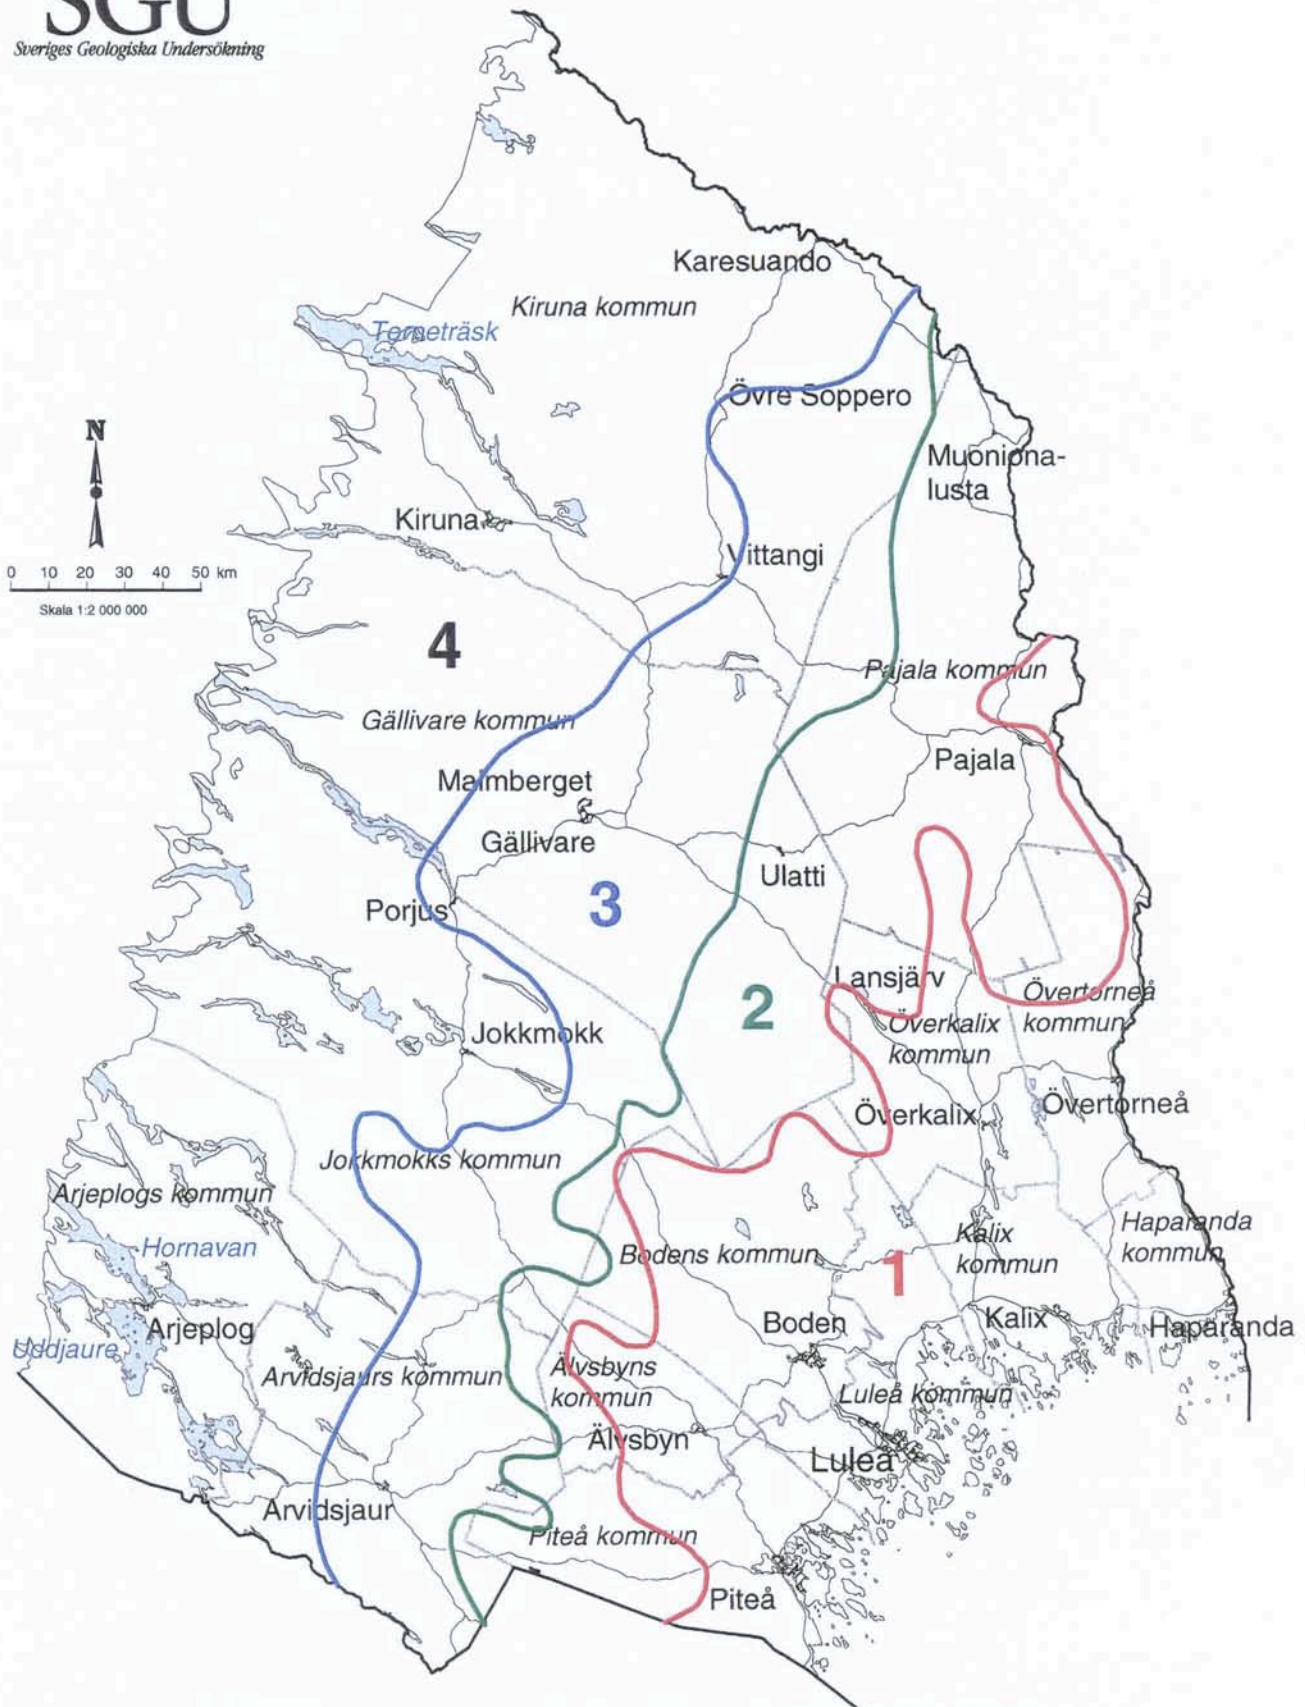 SGU
Sveriges Geologiska Undersökning
Karesuando
Kiruna kommun
Torneträsk
Övre Soppero
N
Muoniona-
lusta
Kiruna
Vittangi
0 10 20 30 40 50 km
Skala 1:2 000 000
4
Pajala kommun
Gällivare kommun
Pajala
Malmberget
Gällivare
Ulatti
Porjus
3
Lansjärv
Övertorneå
kommun
2
Överkalix
kommun
Jokkmokk
Övertorneå
Överkalix
Jokkmokks kommun
Arjeplogs kommun
Haparanda
kommun
Kalix
kommun
Hornavan
Bodens kommun
1
Kalix
Boden
Haparanda
Arjeplog
Uddjaure
Älvsbyns
kommun
Arvidsjaurs kommun
Luleå kommun
Älvsbyn
Luleå
Arvidsjaur
Piteå kommun
Piteå